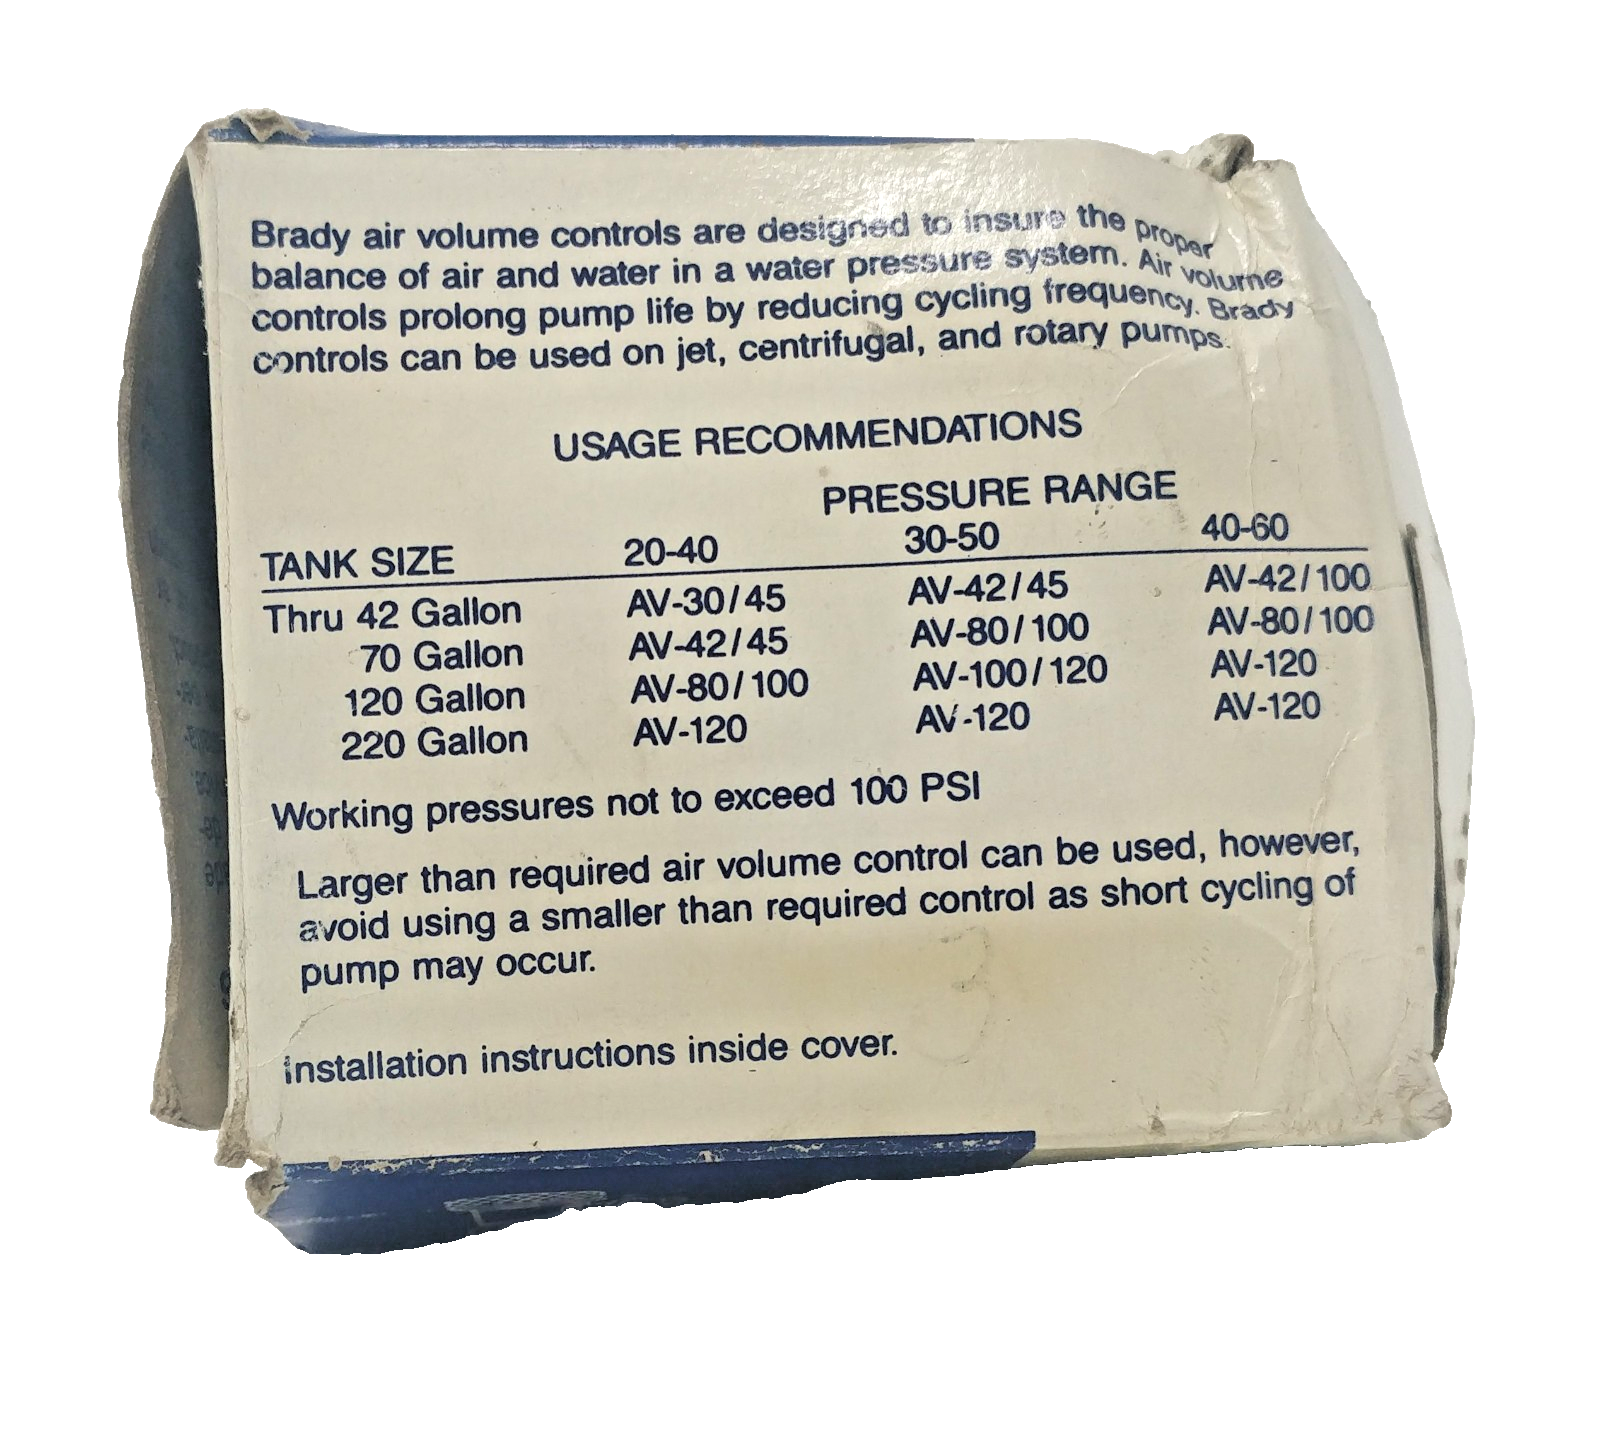 Brady air volume controls are designed to insure the proper
balance of air and water in a water pressure system. Air volume
controls prolong pump life by reducing cycling frequency. Brady
controls can be used on jet, centrifugal, and rotary pumps.
USAGE RECOMMENDATIONS
PRESSURE RANGE
TANK SIZE 20-40 30-50 40-60
Thru 42 Gallon AV-30/45 AV-42/45 AV-42/100
70 Gallon AV-42/45 AV-80/100 AV-80/100
120 Gallon AV-80/100 AV-100/120 AV-120
220 Gallon AV-120 AV-120 AV-120
Working pressures not to exceed 100 PSI
Larger than required air volume control can be used, however,
avoid using a smaller than required control as short cycling of
pump may occur.
3
Installation instructions inside cover.